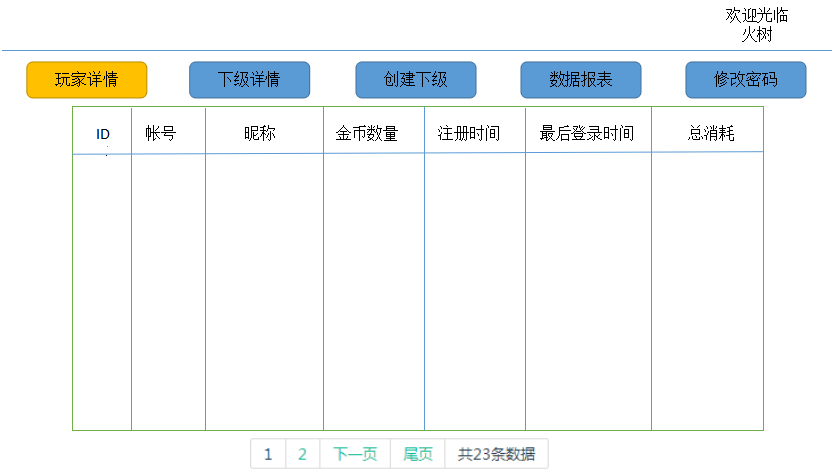 欢迎光临
火树
玩家详情 下级详情 创建下级 数据报表 修改密码
ID 帐号 昵称 金币数量 注册时间 最后登录时间 总消耗
1 2 下一页 尾页 共23条数据